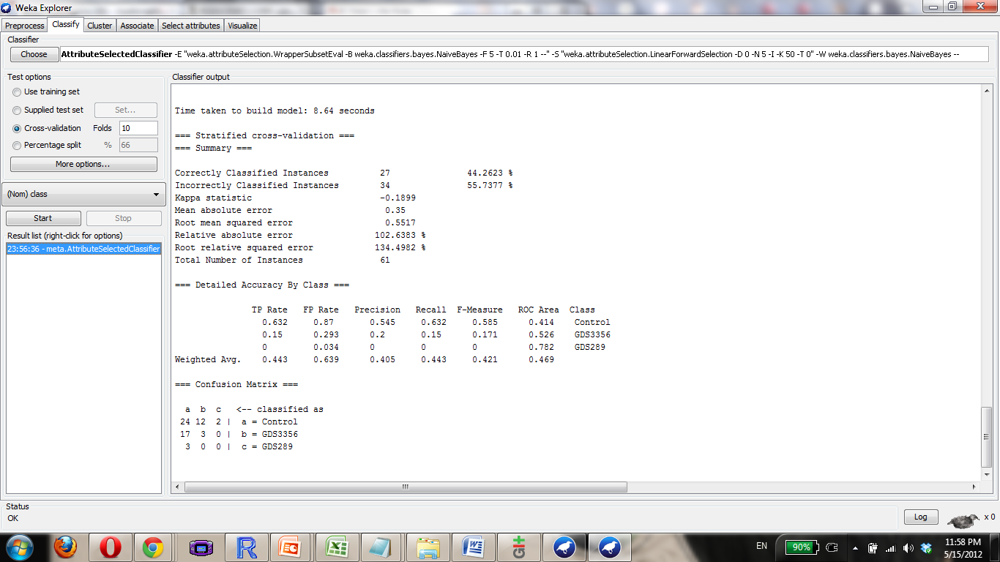 Weka Explorer
Preprocess Classify Cluster Associate Select attributes Visualize
Classifier
Choose AttributeSelectedClassifier -E "weka.attributeSelection.WrapperSubsetEval -B weka.classifiers.bayes.NaiveBayes -F 5 -T 0.01 -R 1 --" -S "weka.attributeSelection.LinearForwardSelection -D 0 -N 5 -I -K 50 -T 0" -W weka.classifiers.bayes.NaiveBayes --
Test options
Use training set
Supplied test set Set...
Cross-validation Folds 10
Percentage split % 66
More options...
(Nom) class
Start Stop
Result list (right-click for options)
23:56:36 - meta.AttributeSelectedClassifier
Classifier output
Time taken to build model: 8.64 seconds
=== Stratified cross-validation ===
=== Summary ===
Correctly Classified Instances 27 44.2623 %
Incorrectly Classified Instances 34 55.7377 %
Kappa statistic -0.1899
Mean absolute error 0.35
Root mean squared error 0.5517
Relative absolute error 102.6383 %
Root relative squared error 134.4982 %
Total Number of Instances 61
=== Detailed Accuracy By Class ===
TP Rate FP Rate Precision Recall F-Measure ROC Area Class
0.632 0.87 0.545 0.632 0.585 0.414 Control
0.15 0.293 0.2 0.15 0.171 0.526 GDS3356
0 0.034 0 0 0 0.782 GDS289
Weighted Avg. 0.443 0.639 0.405 0.443 0.421 0.469
=== Confusion Matrix ===
a b c <-- classified as
24 12 2 | a = Control
17 3 0 | b = GDS3356
3 0 0 | c = GDS289
Status
OK
Log x 0
EN 90% 11:58 PM
5/15/2012